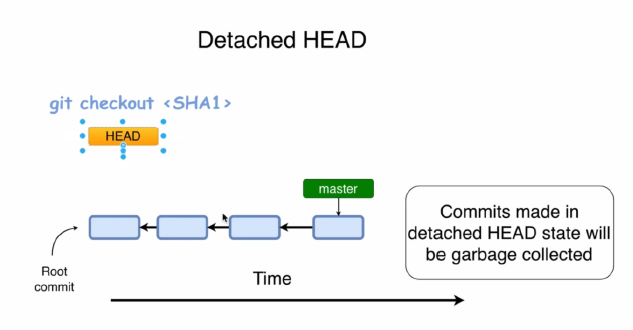 Detached HEAD
git checkout <SHA1>
HEAD
master
Commits made in
detached HEAD state will
be garbage collected
Root
commit
Time